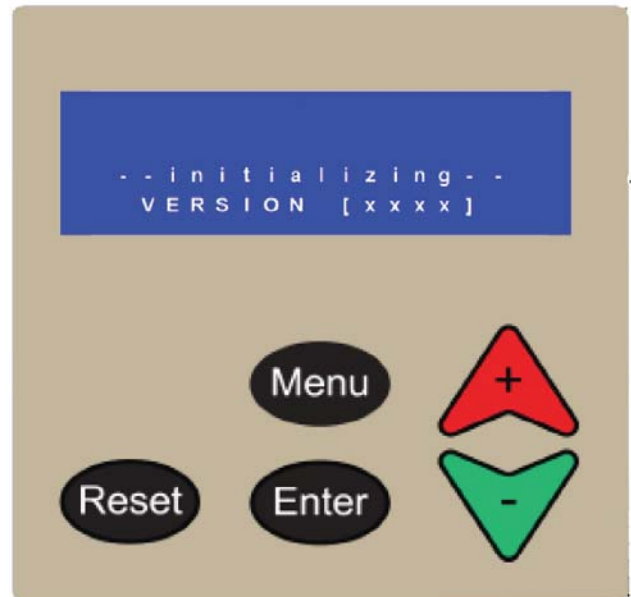 --initializing--
VERSION [xxxx]
Menu
+
Reset
Enter
-